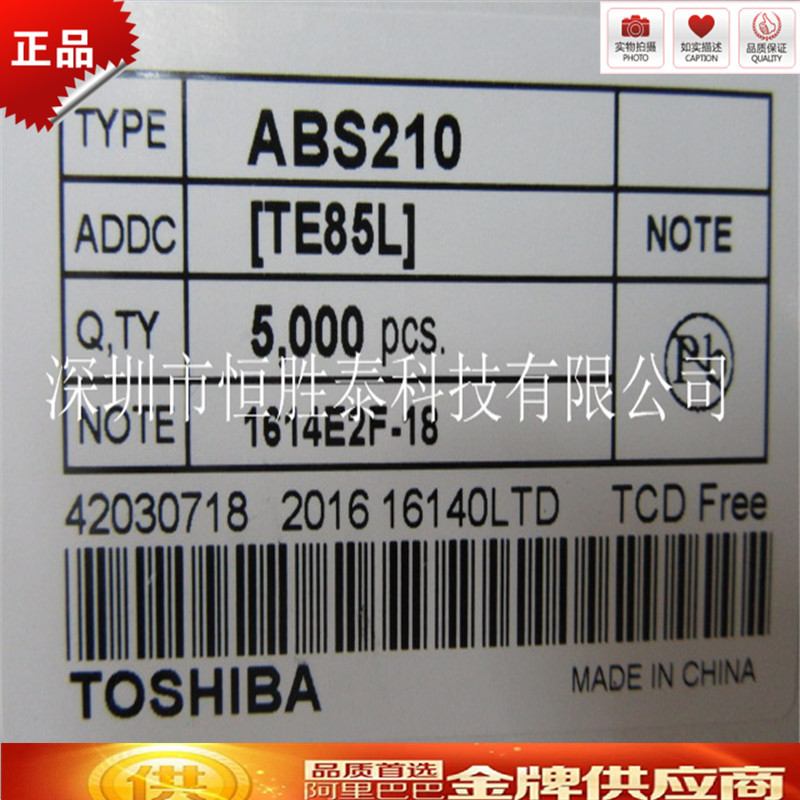 正品
实物拍摄 如实描述 品质保证
PHOTO CAPTION QUALITY
TYPE ABS210
ADDC [TE85L] NOTE
Q,TY 5,000 pcs.
Pb
深圳市恒胜泰科技有限公司
NOTE 1614E2F-18
42030718 2016 16140LTD TCD Free
TOSHIBA MADE IN CHINA
供 品质首选 金牌供应商
阿里巴巴